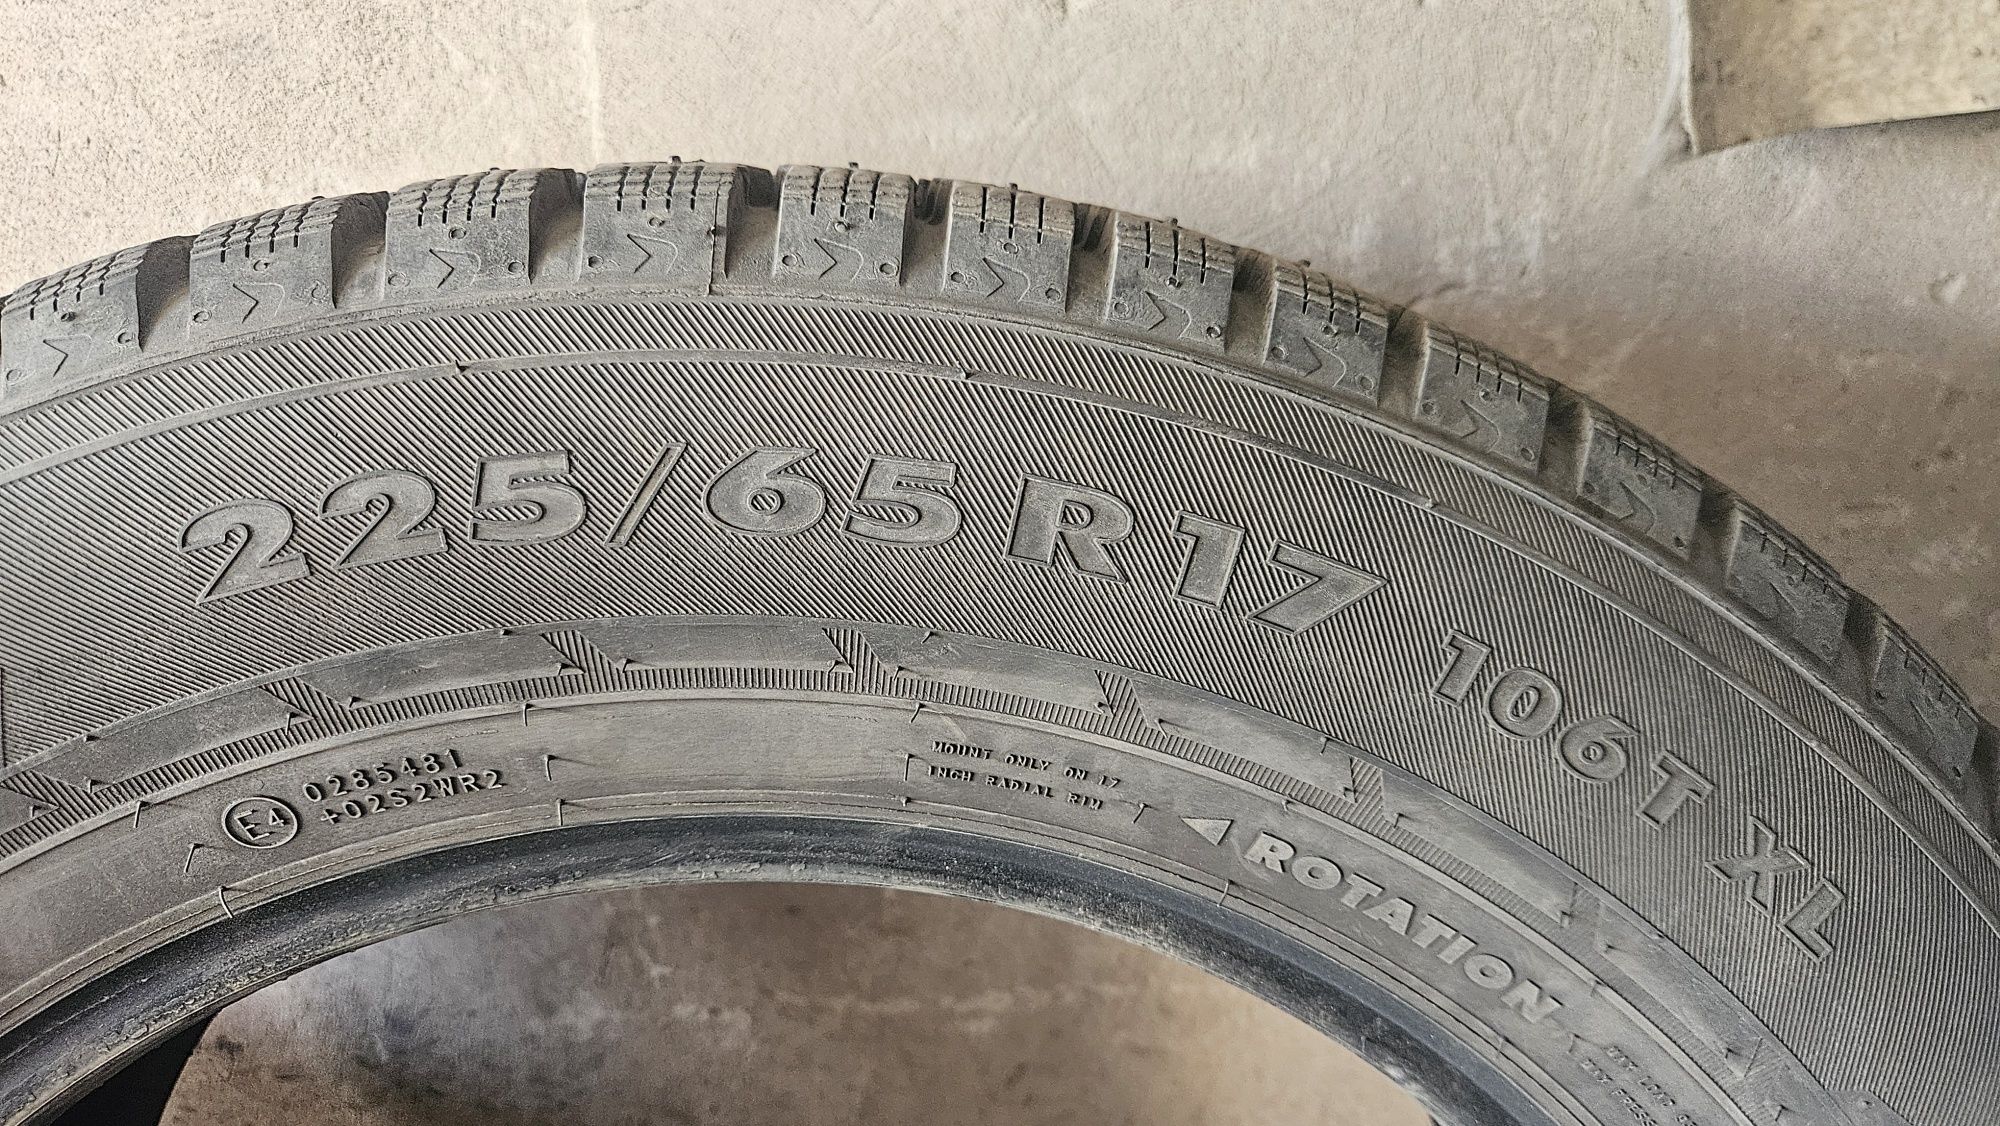 225/65R17 106T XL
E4
0285481
+02S2WR2
MOUNT ONLY ON 17
INCH RADIAL RIM
ROTATION